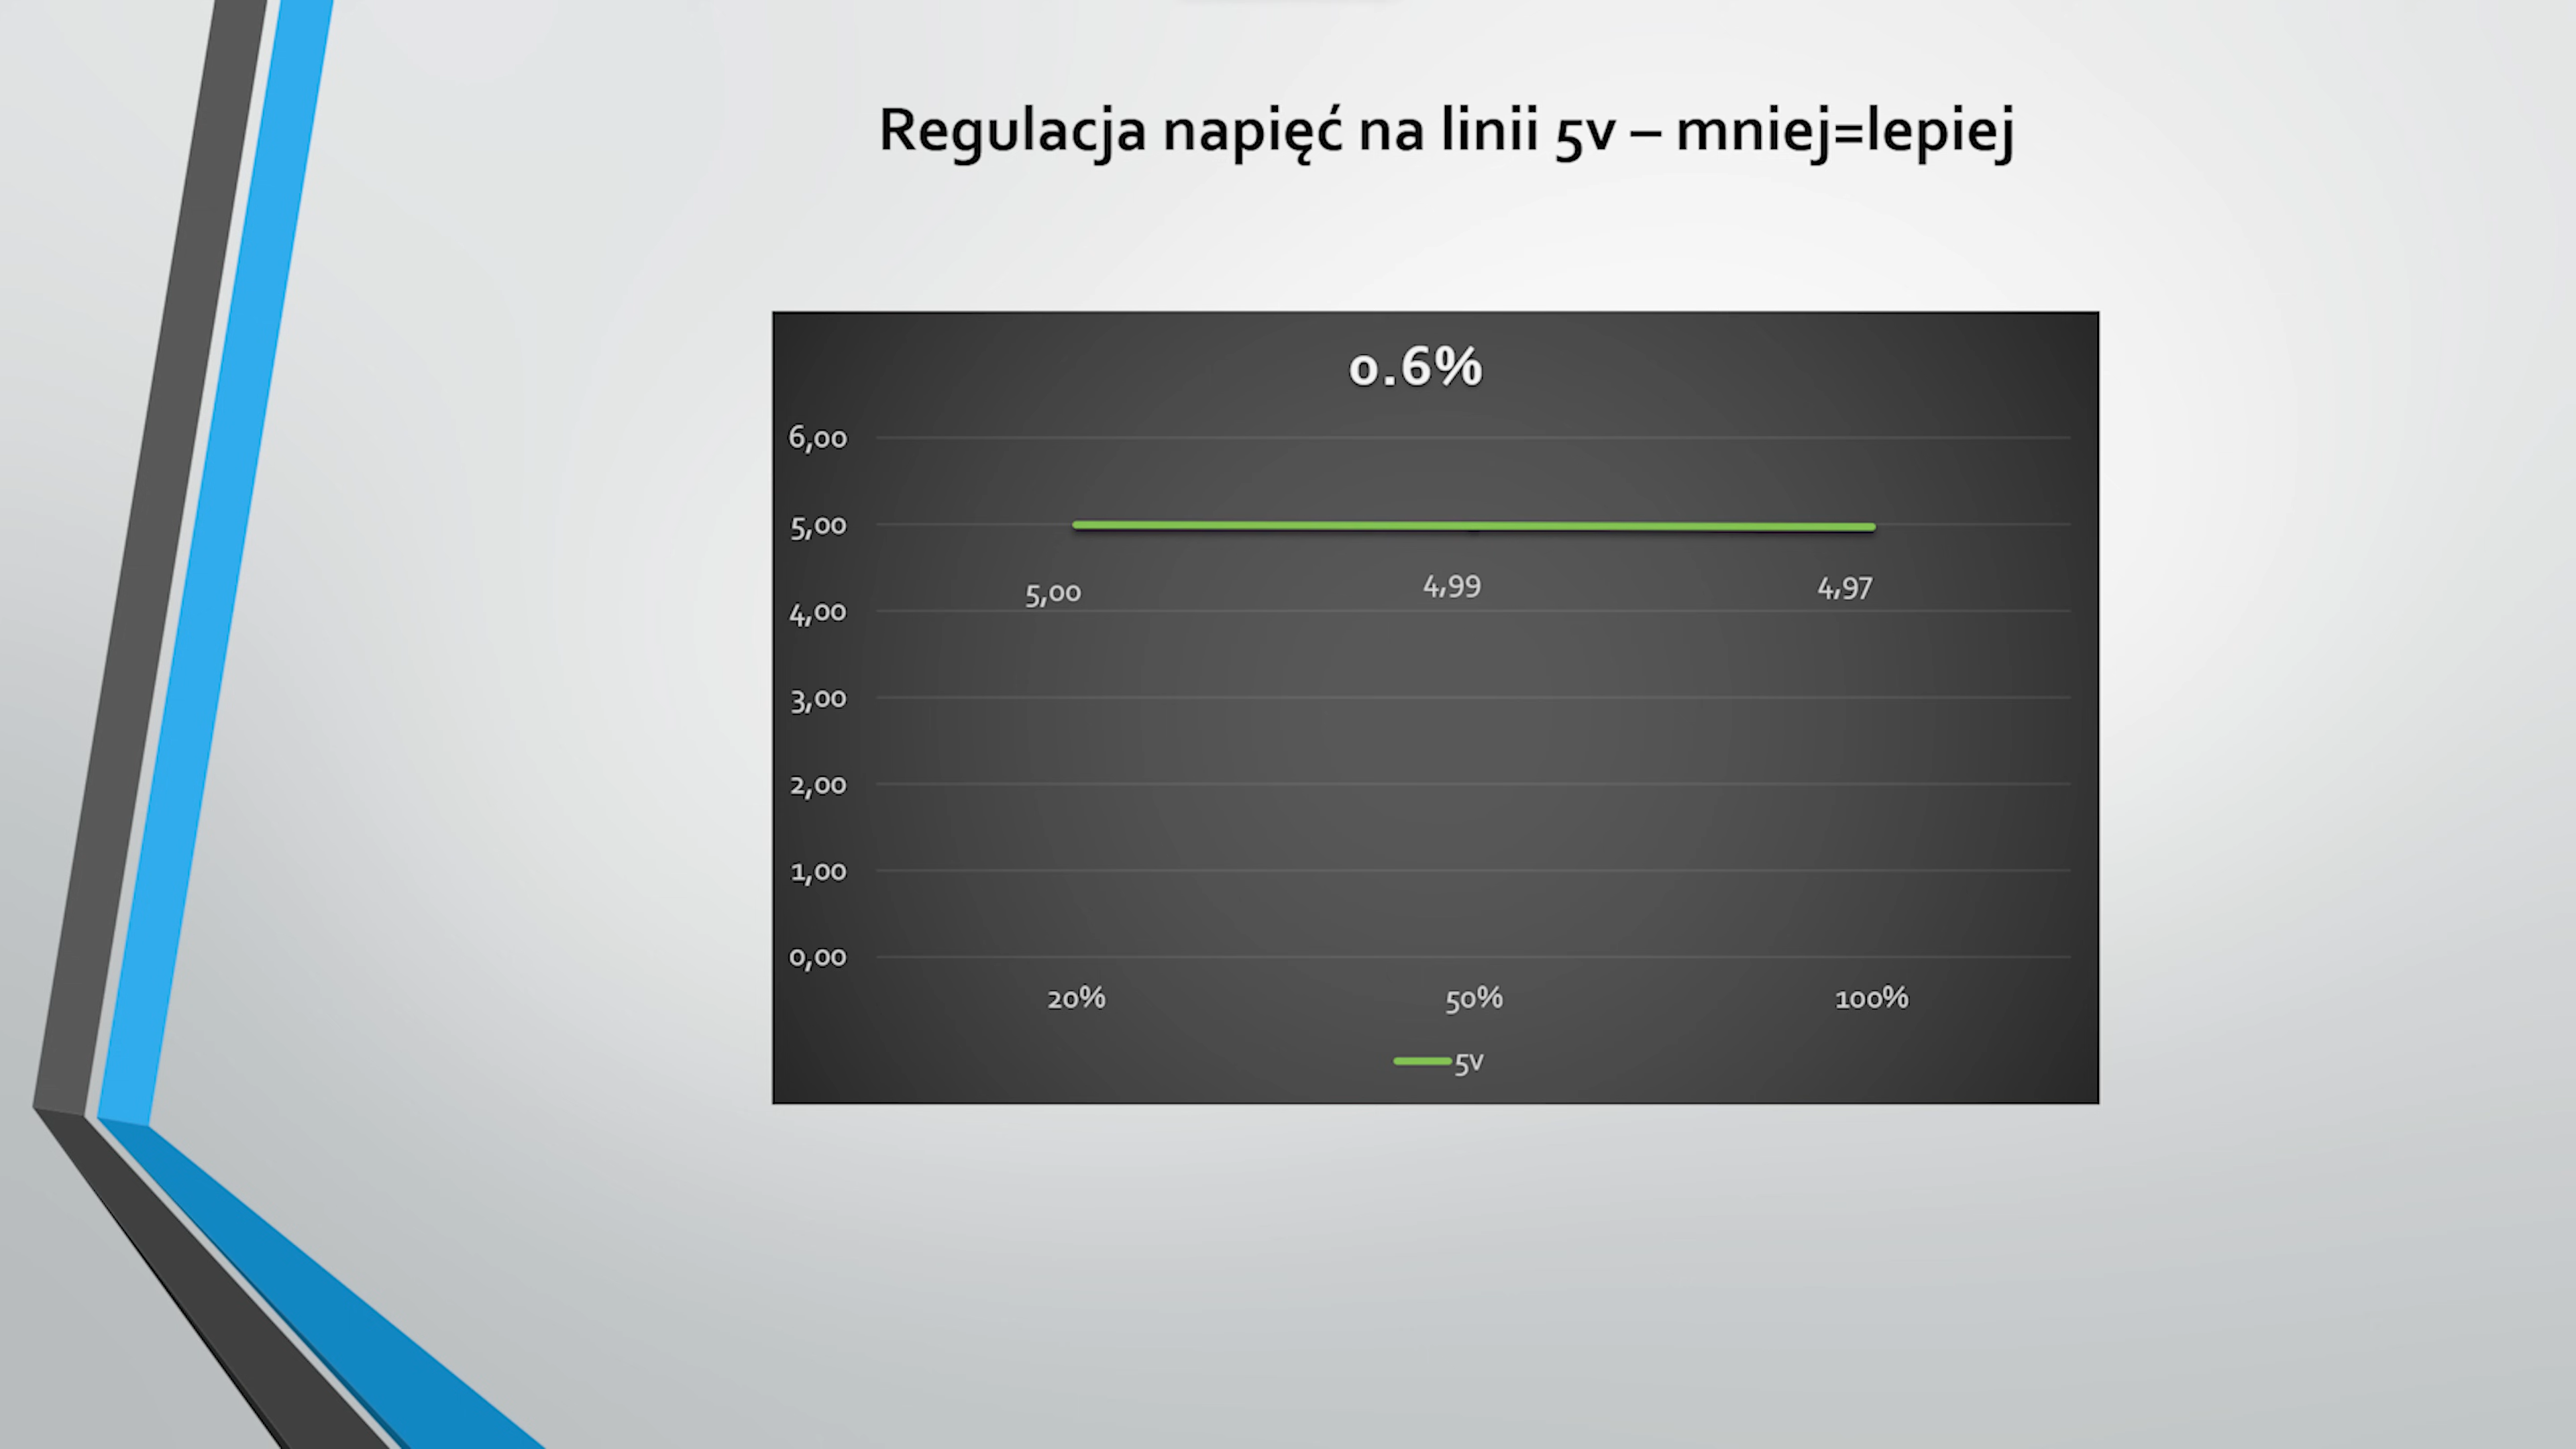 Regulacja napięć na linii 5v – mniej=lepiej
0.6%
6,00
5,00
5,00 4,99 4,97
4,00
3,00
2,00
1,00
0,00
20% 50% 100%
5V